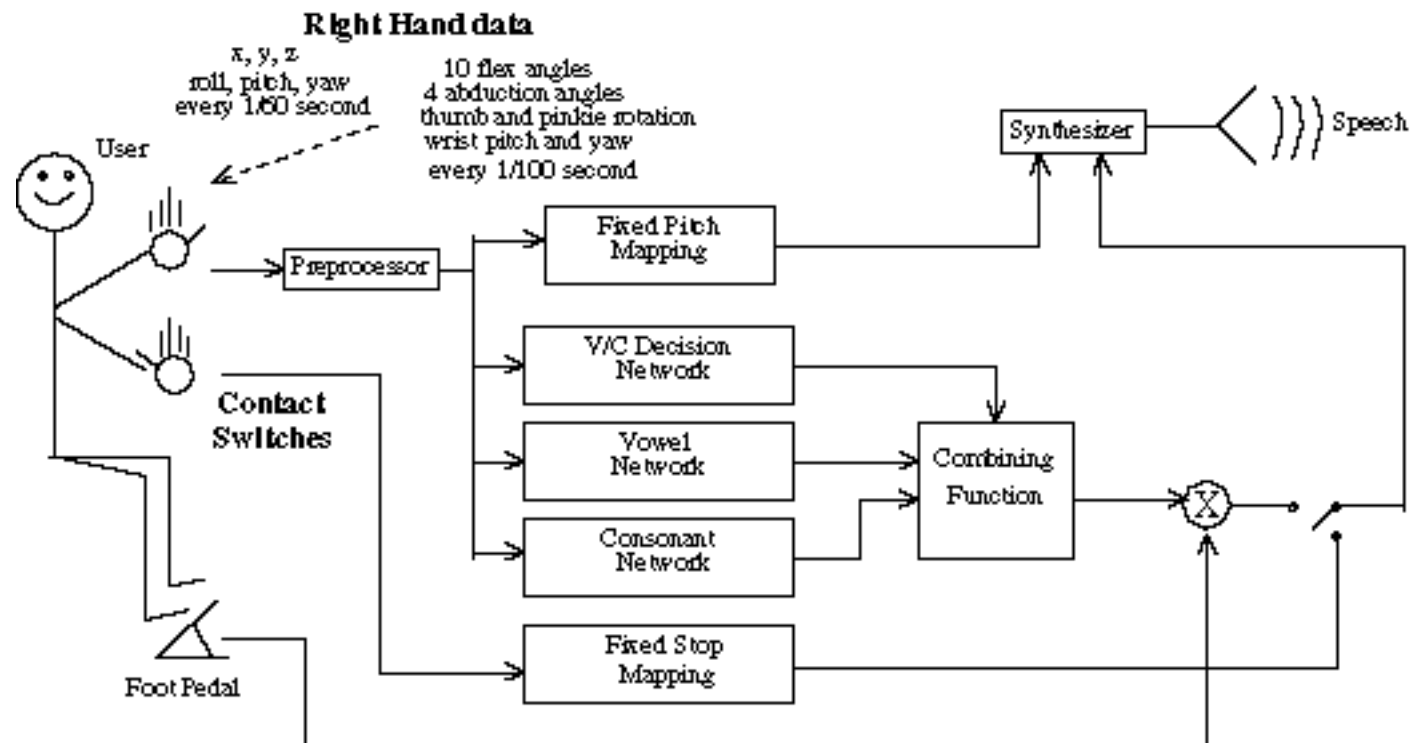 Right Hand data
x, y, z
roll, pitch, yaw
every 1/60 second
10 flex angles
4 abduction angles
thumb and pinkie rotation
wrist pitch and yaw
every 1/100 second
User
Synthesizer
Speech
Fixed Pitch
Mapping
Preprocessor
V/C Decision
Network
Contact
Switches
Vowel
Network
Combining
Function
X
Consonant
Network
Fixed Stop
Mapping
Foot Pedal